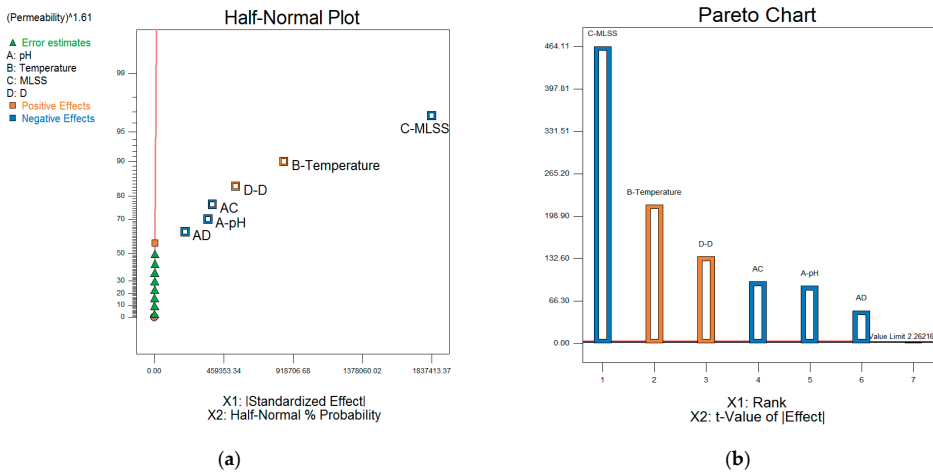 Half-Normal Plot
(Permeability)^1.61
Error estimates
A: pH
B: Temperature
C: MLSS
D: D
Positive Effects
Negative Effects
99
95
90
80
70
50
30
20
10
0
C-MLSS
B-Temperature
D-D
AC
A-pH
AD
0.00
459353.34
918706.68
1378060.02
1837413.37
X1: |Standardized Effect|
X2: Half-Normal % Probability
(a)
Pareto Chart
464.11
397.81
331.51
265.20
198.90
132.60
66.30
0.00
C-MLSS
B-Temperature
D-D
AC
A-pH
AD
Value Limit 2.26216
1
2
3
4
5
6
7
X1: Rank
X2: t-Value of |Effect|
(b)